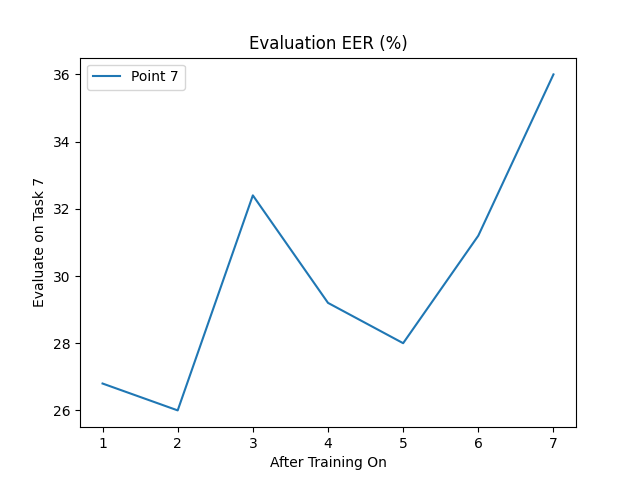 Evaluation EER (%)
Point 7
36
34
32
30
28
26
Evaluate on Task 7
1 2 3 4 5 6 7
After Training On